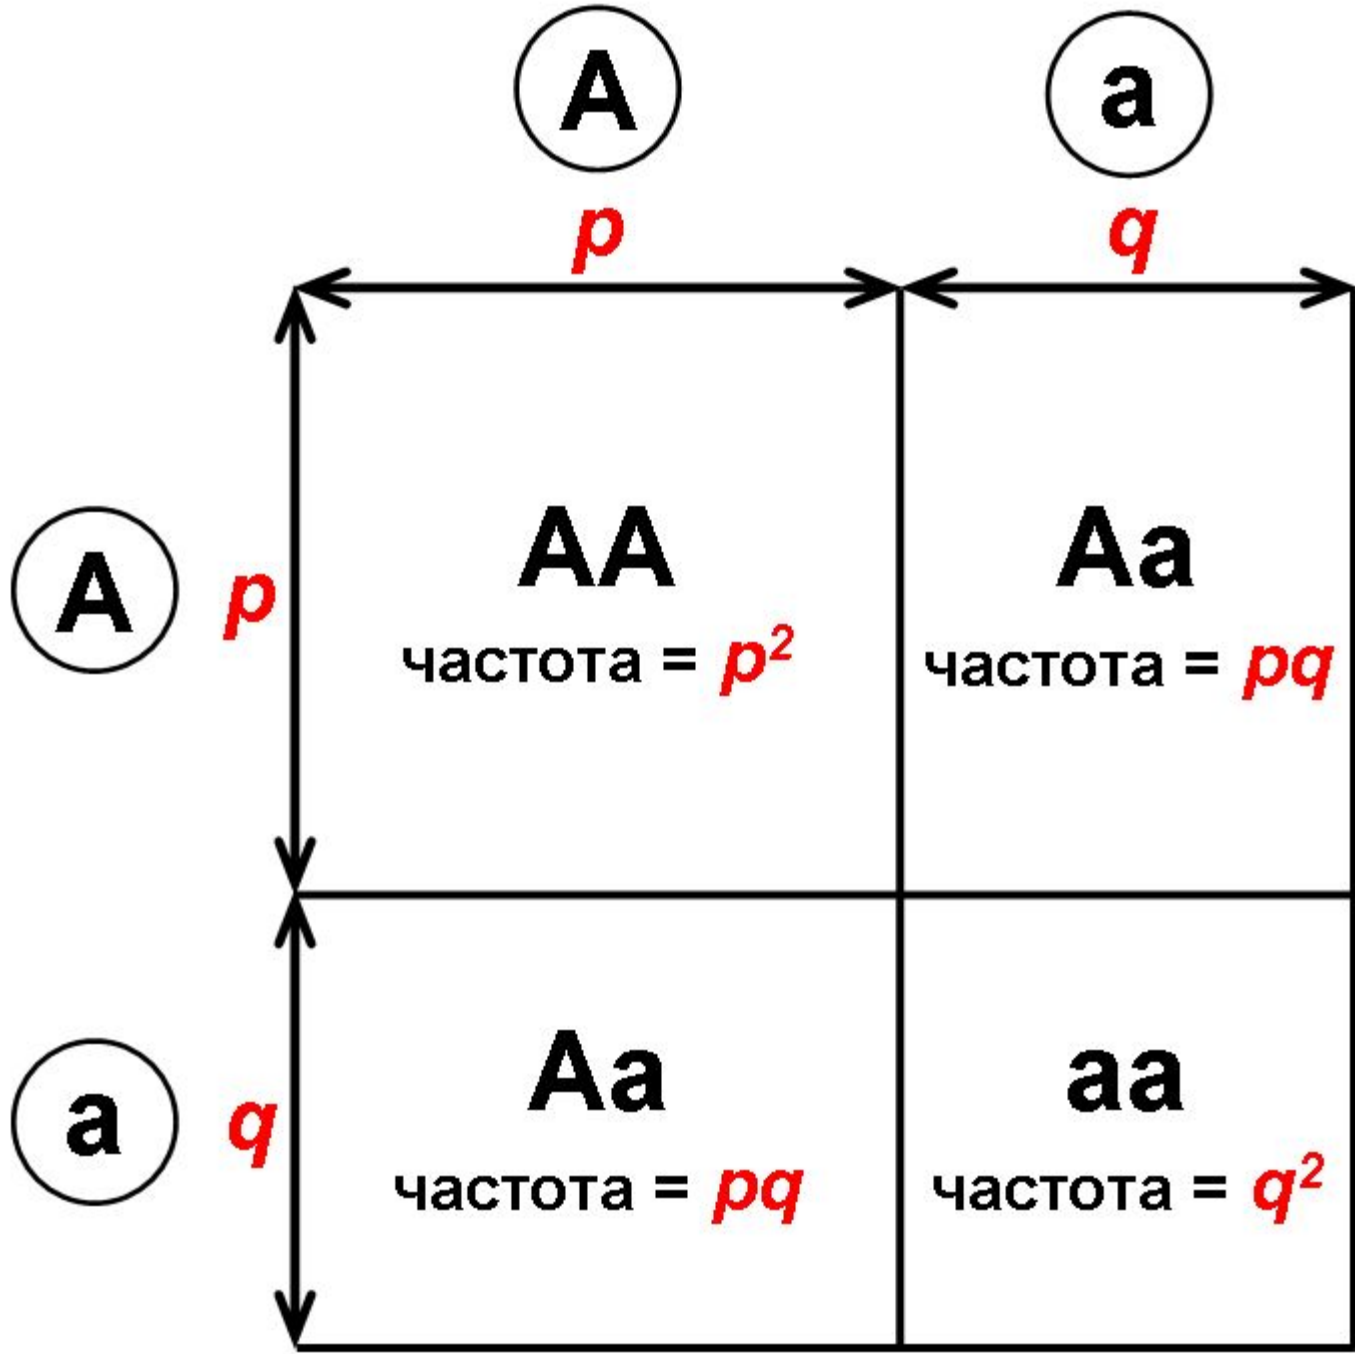 A a
p q
AA Aa
A p
частота = p² частота = pq
Aa aa
a q
частота = pq частота = q²